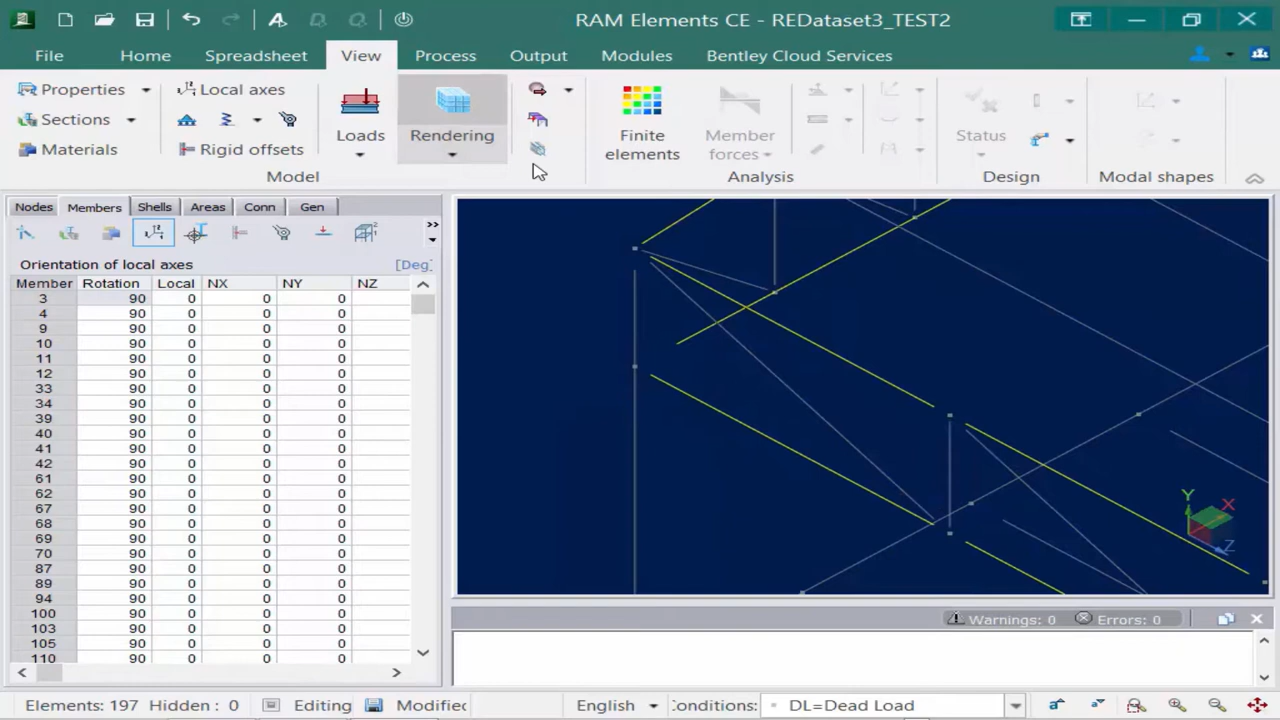 RAM Elements CE - REDataset3_TEST2
File Home Spreadsheet View Process Output Modules Bentley Cloud Services
Properties Local axes
Sections
Materials Rigid offsets
Loads Rendering Finite elements Member forces Status
Model Analysis Design Modal shapes
Nodes Members Shells Areas Conn Gen
Orientation of local axes [Deg]
Member Rotation Local NX NY NZ
3 90 0 0 0
4 90 0 0 0
9 90 0 0 0
10 90 0 0 0
11 90 0 0 0
12 90 0 0 0
33 90 0 0 0
34 90 0 0 0
39 90 0 0 0
40 90 0 0 0
41 90 0 0 0
42 90 0 0 0
61 90 0 0 0
62 90 0 0 0
67 90 0 0 0
68 90 0 0 0
69 90 0 0 0
70 90 0 0 0
87 90 0 0 0
89 90 0 0 0
94 90 0 0 0
100 90 0 0 0
103 90 0 0 0
105 90 0 0 0
110 90 0 0 0
Y
X
Z
Warnings: 0 Errors: 0
Elements: 197 Hidden : 0 Editing Modified English Conditions: DL=Dead Load